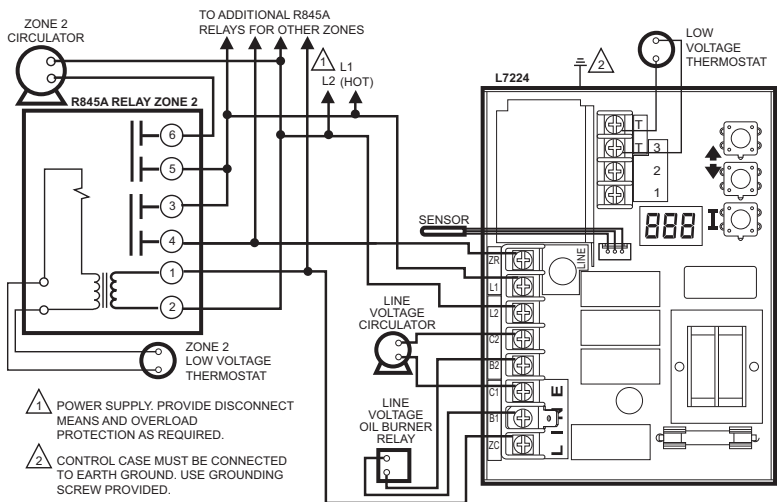 ZONE 2
CIRCULATOR
TO ADDITIONAL R845A
RELAYS FOR OTHER ZONES
1
L2
L1
(HOT)
2
LOW
VOLTAGE
THERMOSTAT
L7224
R845A RELAY ZONE 2
6
5
3
4
1
2
T
T
3
2
1
888
SENSOR
LINE
ZR
L1
L2
C2
B2
C1
B1
ZC
LINE
LINE
VOLTAGE
CIRCULATOR
ZONE 2
LOW VOLTAGE
THERMOSTAT
LINE
VOLTAGE
OIL BURNER
RELAY
1 POWER SUPPLY. PROVIDE DISCONNECT
MEANS AND OVERLOAD
PROTECTION AS REQUIRED.
2 CONTROL CASE MUST BE CONNECTED
TO EARTH GROUND. USE GROUNDING
SCREW PROVIDED.